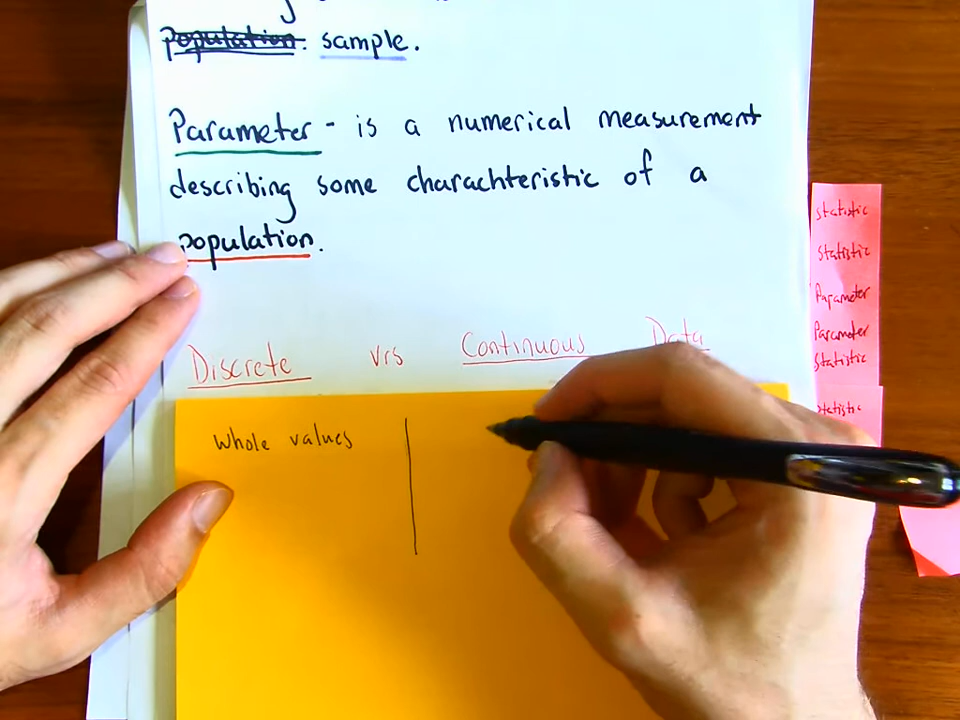 population. sample.
Parameter - is a numerical measurement
describing some charachteristic of a
population.
Discrete vrs Continuous Data
Whole values
Statistic
Statistic
Parameter
Parameter
Statistic
Statistic